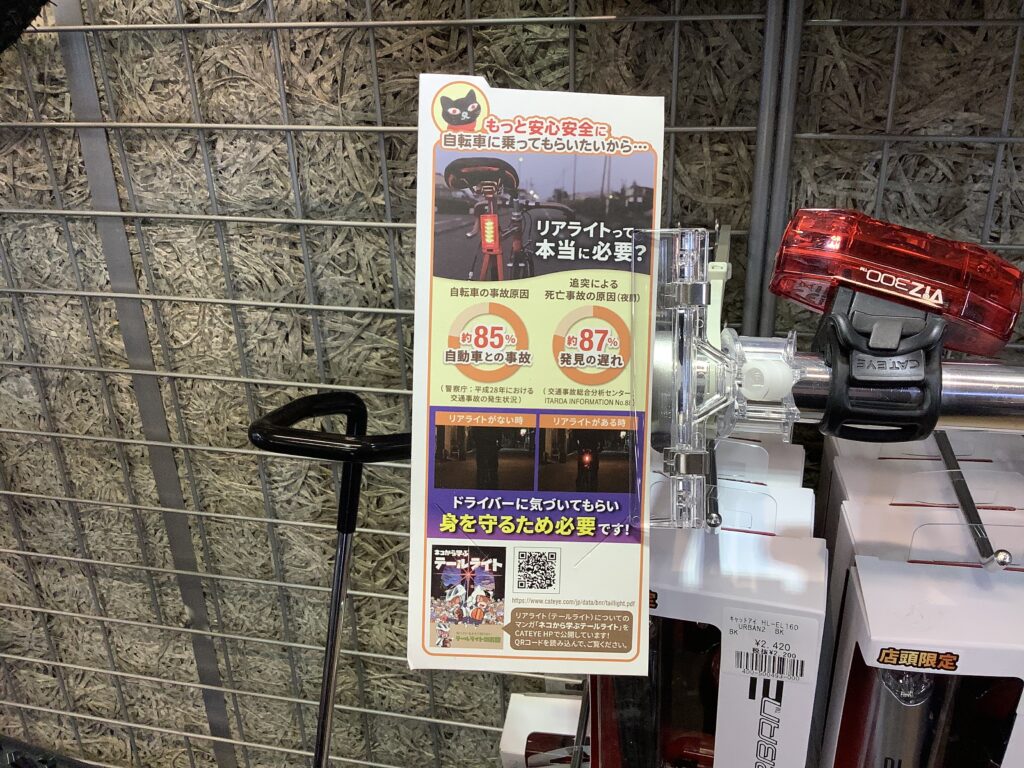 もっと安心安全に
自転車に乗ってもらいたいから…
リアライトって
本当に必要?
自転車の事故原因
約85%
自動車との事故
(警察庁:平成28年における
交通事故の発生状況)
追突による
死亡事故の原因(夜間)
約87%
発見の遅れ
(交通事故総合分析センター
ITARDA INFORMATION No.88)
リアライトがない時
リアライトがある時
ドライバーに気づいてもらい
身を守るため必要です!
ネコから学ぶ
テールライト
https://www.cateye.com/jp/data/bnr/taillight.pdf
リアライト(テールライト)についての
マンガ「ネコから学ぶテールライト」を
CATEYE HPで公開しています!
QRコードを読み込んで、ご覧ください。
VIZ300
CATEYE
キャットアイ HL-EL160
URBAN2 BK
BK
¥2,420
税抜¥2,200
店頭限定
URBAN